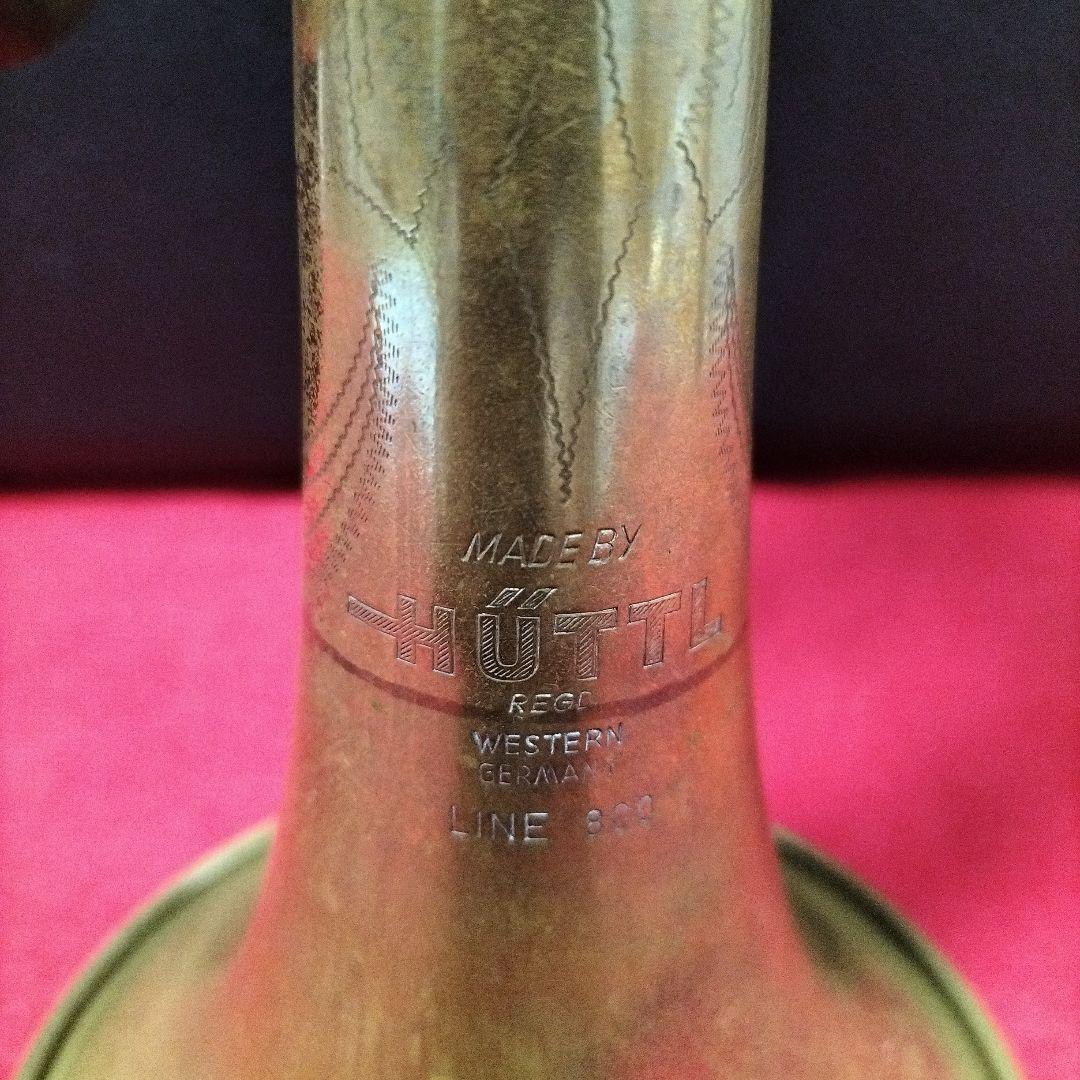 MADE BY
HÜTTL
REGD
WESTERN
GERMANY
LINE 800